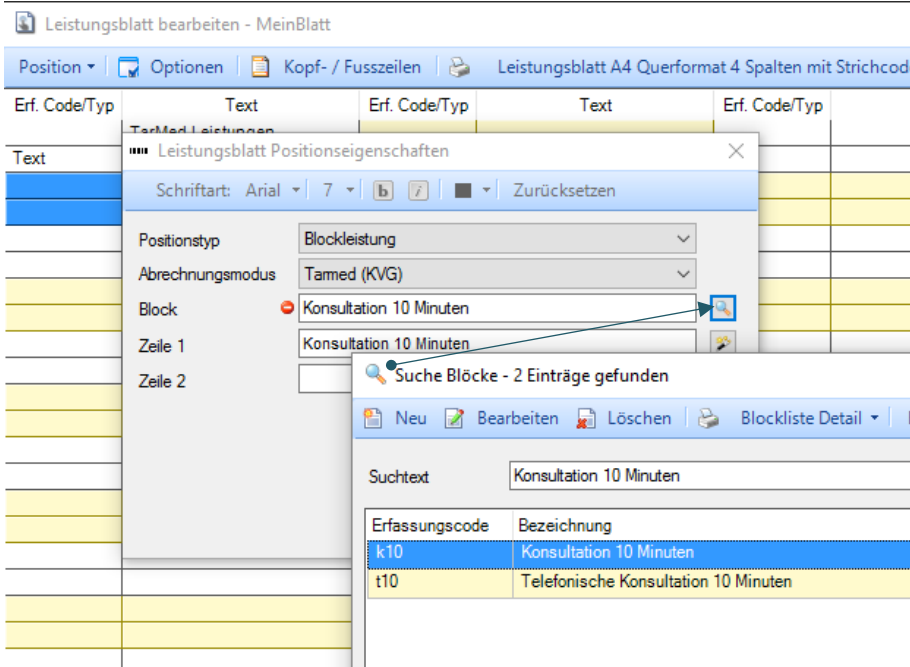 Leistungsblatt bearbeiten - MeinBlatt
Position Optionen Kopf- / Fusszeilen Leistungsblatt A4 Querformat 4 Spalten mit Strichcod
Erf. Code/Typ Text Erf. Code/Typ Text Erf. Code/Typ
TarMed Leistungen
Text
Leistungsblatt Positionseigenschaften
Schriftart: Arial 7 b i Zurücksetzen
Positionstyp Blockleistung
Abrechnungsmodus Tarmed (KVG)
Block Konsultation 10 Minuten
Zeile 1 Konsultation 10 Minuten
Zeile 2
Suche Blöcke - 2 Einträge gefunden
Neu Bearbeiten Löschen Blockliste Detail
Suchtext Konsultation 10 Minuten
Erfassungscode Bezeichnung
k10 Konsultation 10 Minuten
t10 Telefonische Konsultation 10 Minuten